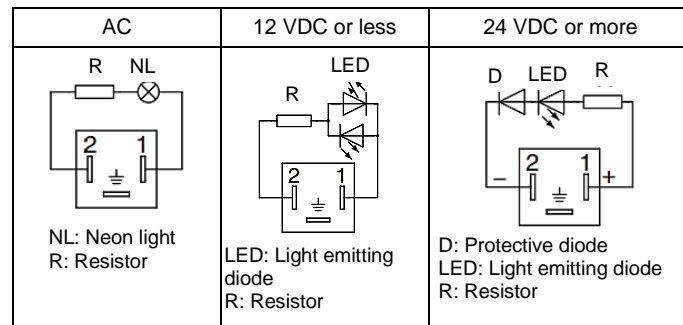 AC
12 VDC or less
24 VDC or more
R NL
2 1
NL: Neon light
R: Resistor
LED
R
2 1
LED: Light emitting
diode
R: Resistor
D LED R
2 1
− +
D: Protective diode
LED: Light emitting diode
R: Resistor